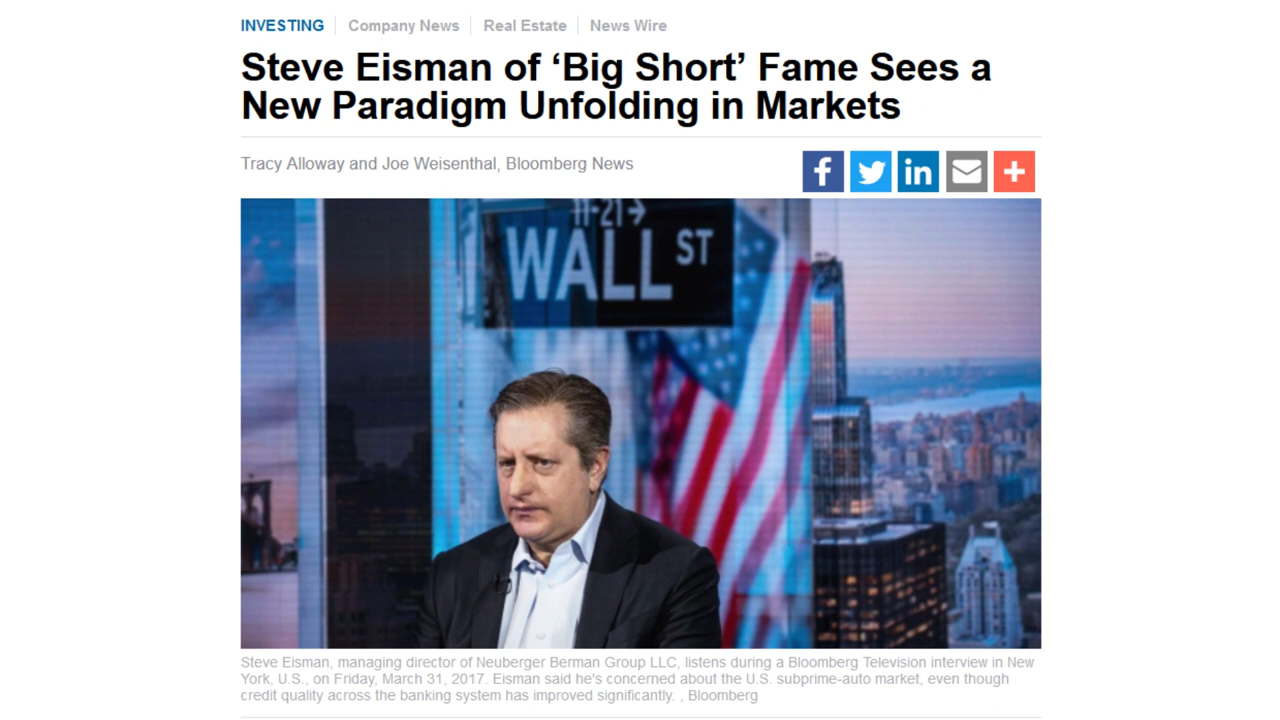 INVESTING Company News Real Estate News Wire
Steve Eisman of ‘Big Short’ Fame Sees a
New Paradigm Unfolding in Markets
Tracy Alloway and Joe Weisenthal, Bloomberg News
11-21→
WALL ST
Steve Eisman, managing director of Neuberger Berman Group LLC, listens during a Bloomberg Television interview in New
York, U.S., on Friday, March 31, 2017. Eisman said he's concerned about the U.S. subprime-auto market, even though
credit quality across the banking system has improved significantly. , Bloomberg